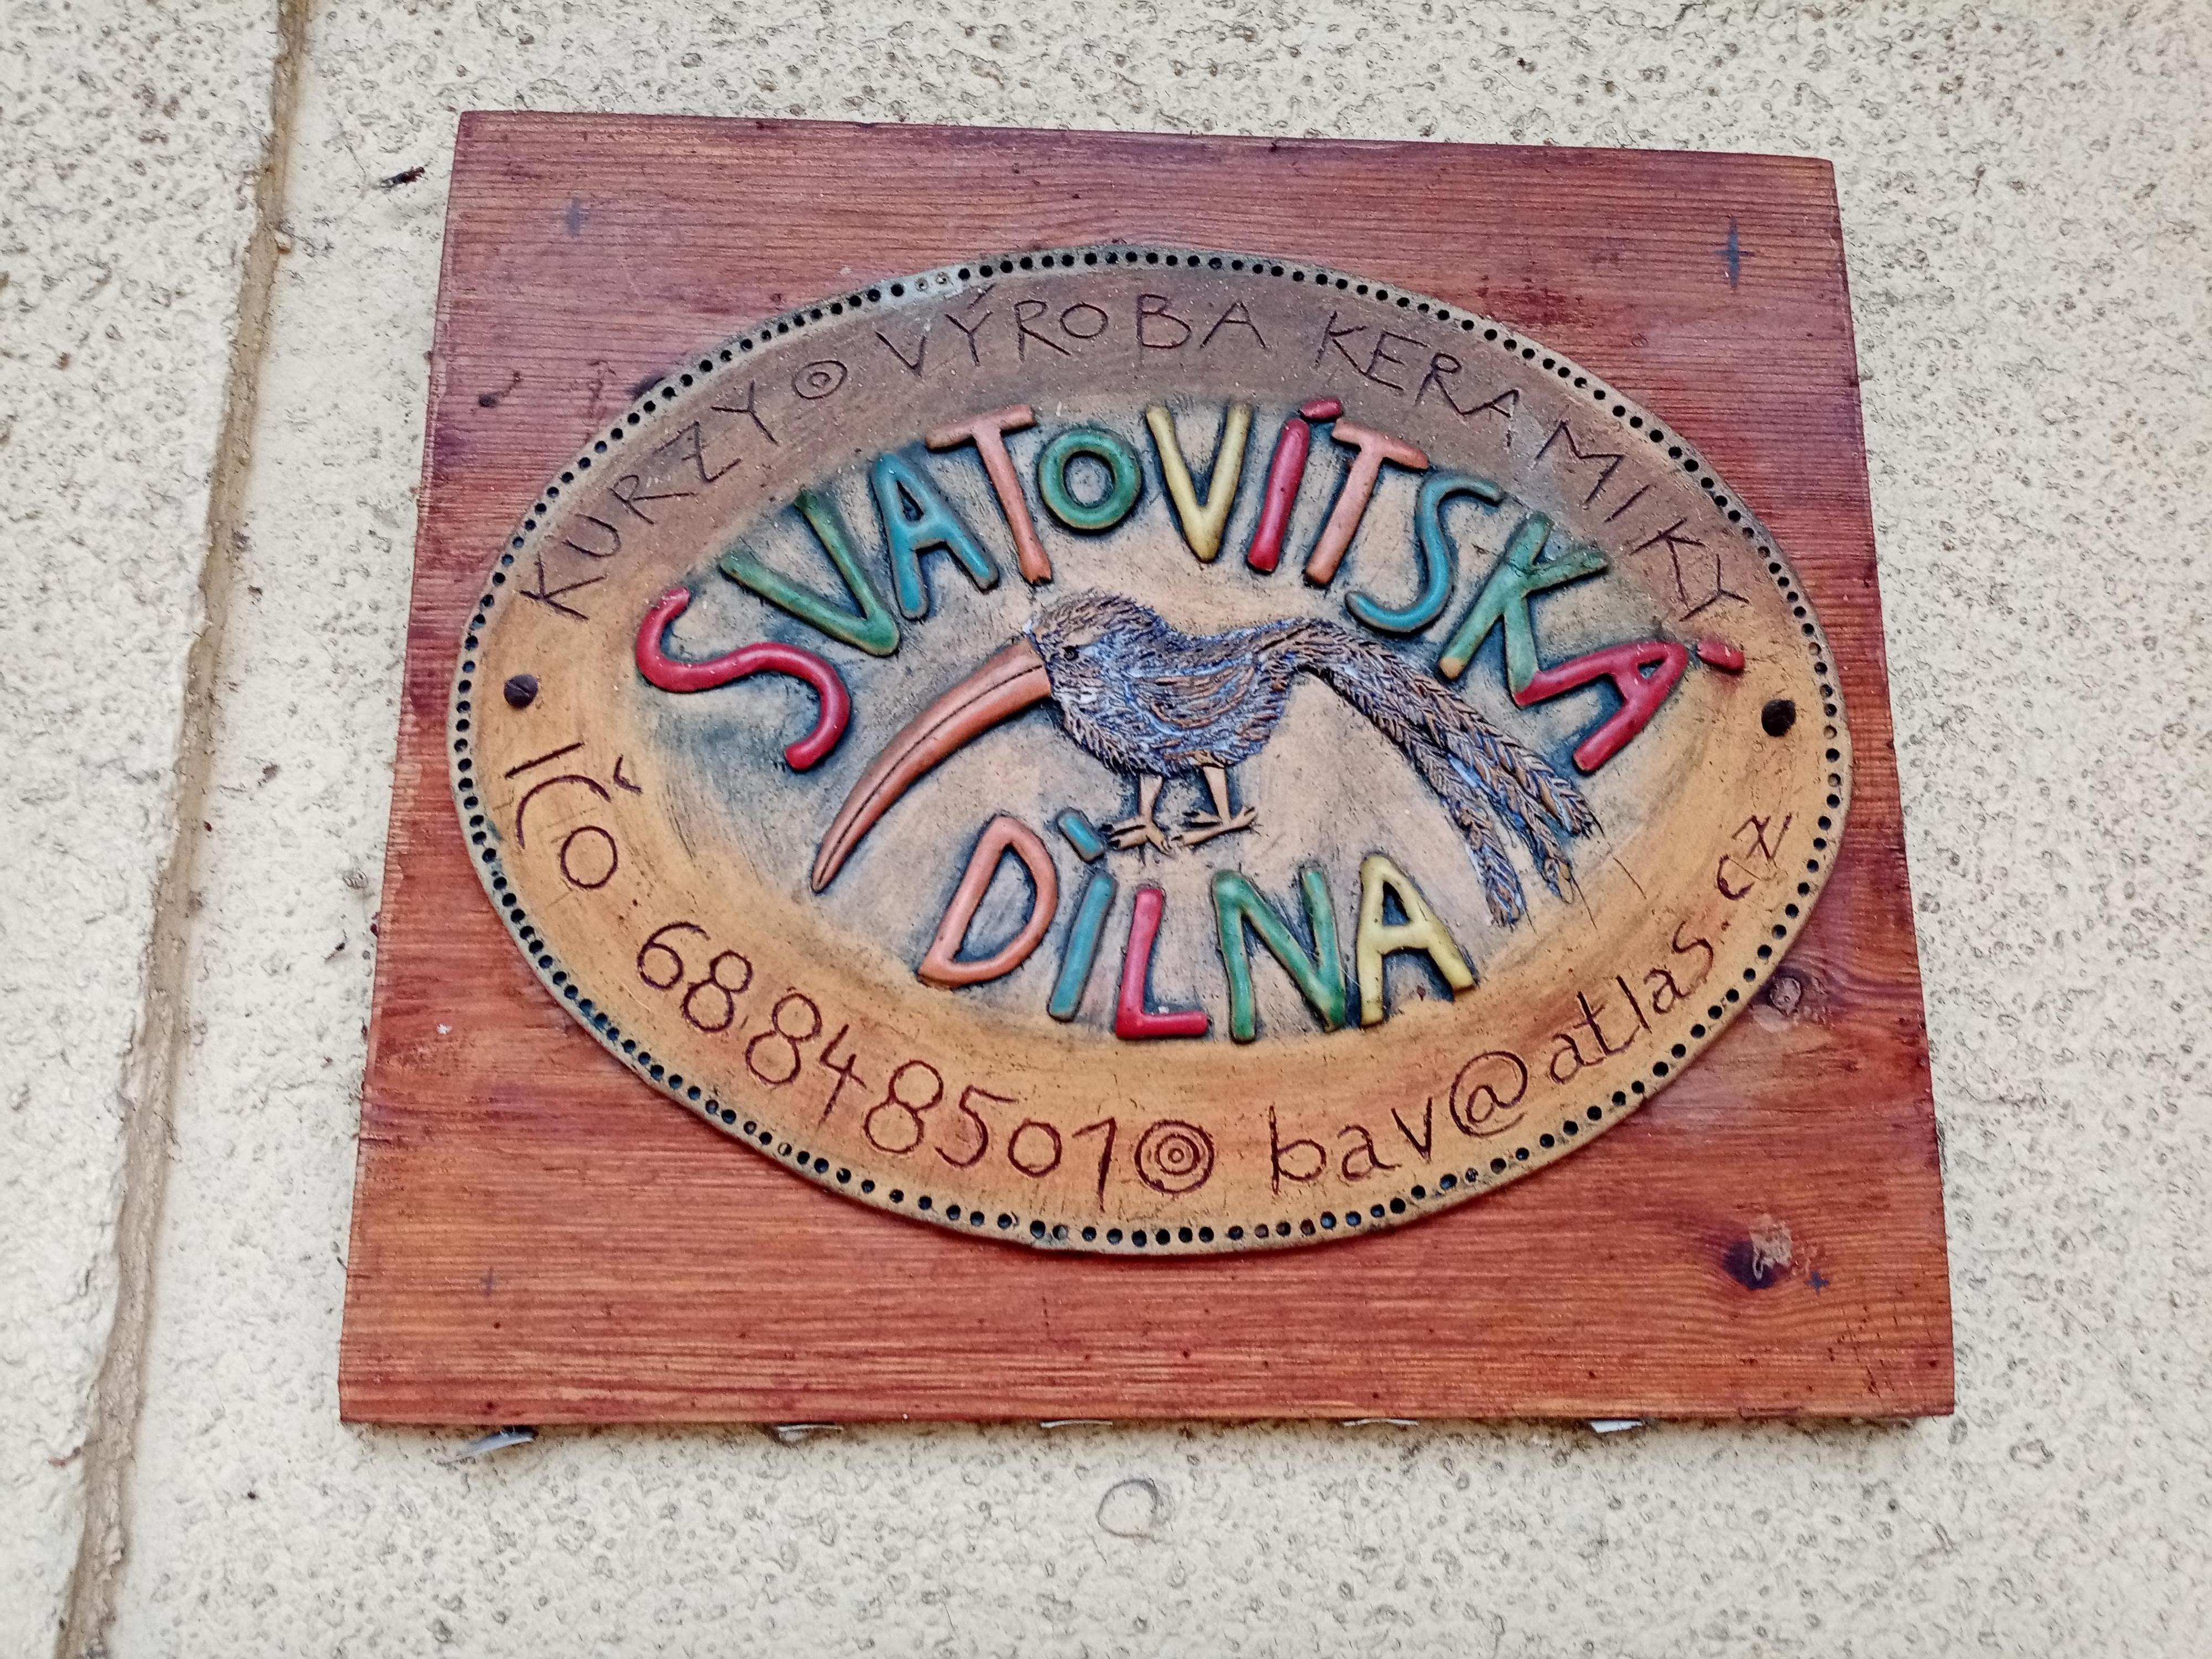 KURZY VÝROBA KERAMIKY
SVATOVÍTSKÁ
DÍLNA
IČO 68848501 bav@atlas.cz